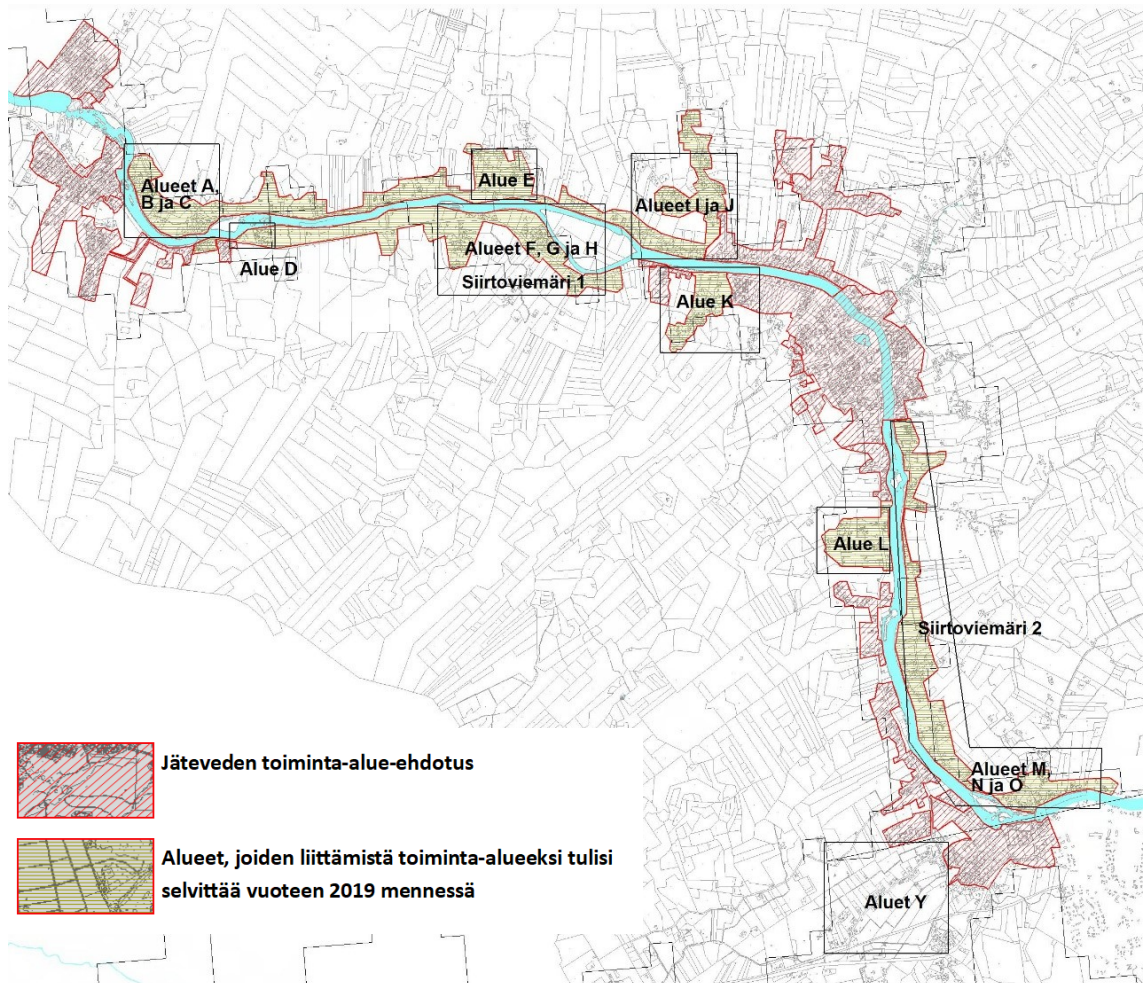 Alueet A,
B ja C
Alue D
Alue E
Alueet F, G ja H
Siirtoviemäri 1
Alueet I ja J
Alue K
Alue L
Siirtoviemäri 2
Alueet M,
N ja O
Aluet Y
Jäteveden toiminta-alue-ehdotus
Alueet, joiden liittämistä toiminta-alueeksi tulisi
selvittää vuoteen 2019 mennessä